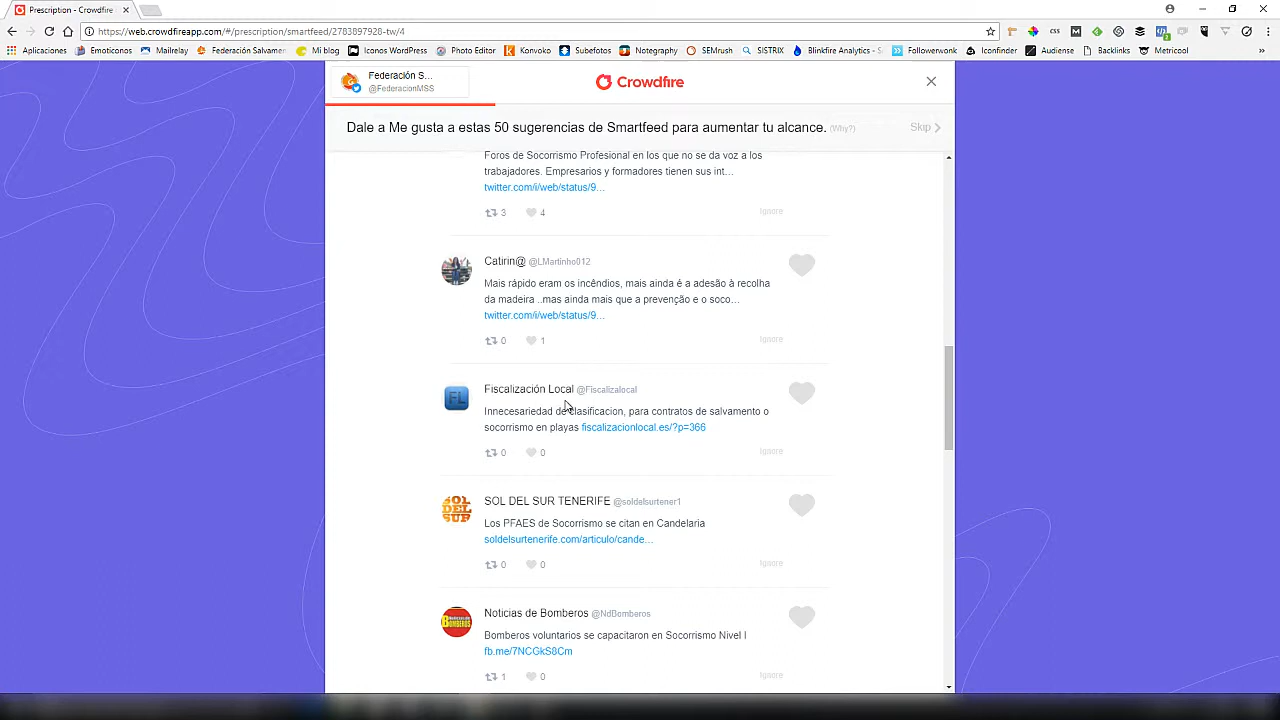 Prescription - Crowdfire
https://web.crowdfireapp.com/#/prescription/smartfeed/2783897928-tw/4
Aplicaciones Emoticonos Mailrelay Federación Salvame Mi blog Iconos WordPress Photo Editor Konvoko Subefotos Notegraphy SEMrush SISTRIX Blinkfire Analytics - S Followerwonk Iconfinder Audiense Backlinks Metricool
Federación S...
@FederacionMSS
Crowdfire
Dale a Me gusta a estas 50 sugerencias de Smartfeed para aumentar tu alcance. (Why?) Skip
Foros de Socorrismo Profesional en los que no se da voz a los
trabajadores. Empresarios y formadores tienen sus int...
twitter.com/i/web/status/9...
3 4 Ignore
Catirin@ @LMartinho012
Mais rápido eram os incêndios, mais ainda é a adesão à recolha
da madeira ..mas ainda mais que a prevenção e o soco...
twitter.com/i/web/status/9...
0 1 Ignore
FL
Fiscalización Local @Fiscalizalocal
Innecesariedad de clasificacion, para contratos de salvamento o
socorrismo en playas fiscalizacionlocal.es/?p=366
0 0 Ignore
SOL DEL SUR
SOL DEL SUR TENERIFE @soldelsurtener1
Los PFAES de Socorrismo se citan en Candelaria
soldelsurtenerife.com/articulo/cande...
0 0 Ignore
Noticias de Bomberos @NdBomberos
Bomberos voluntarios se capacitaron en Socorrismo Nivel I
fb.me/7NCGkS8Cm
1 0 Ignore